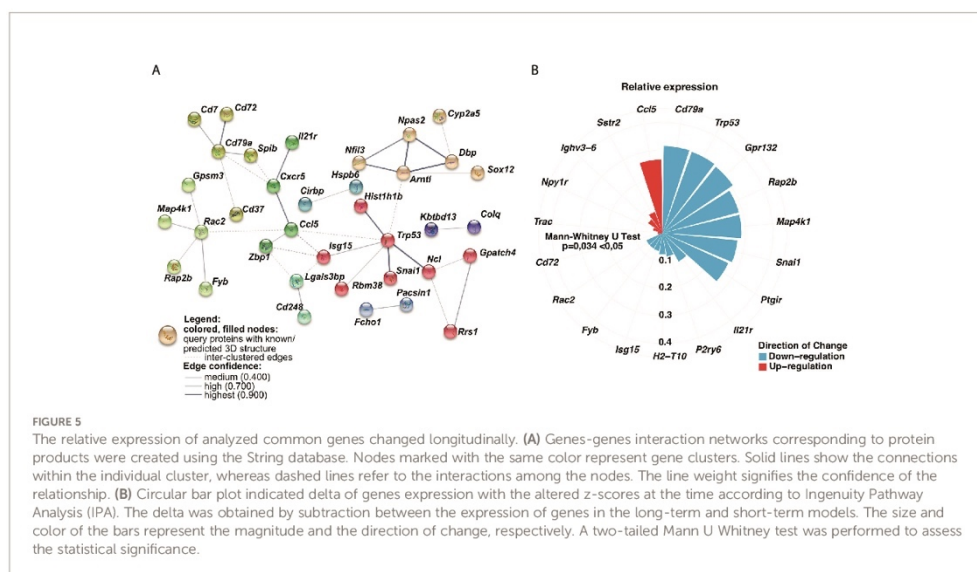 A
B
Relative expression
Cd7
Cd72
Cd79a
Spib
Il21r
Gpsm3
Cxcr5
Map4k1
Rac2
Cd37
Ccl5
Zbp1
Rap2b
Fyb
Lgals3bp
Cd248
Isg15
Rbm38
Cirbp
Hspb6
Hist1h1b
Nfil3
Npas2
Cyp2a5
Dbp
Arntl
Sox12
Kbtbd13
Colq
Trp53
Snai1
Ncl
Gpatch4
Pacsin1
Fcho1
Rrs1
Legend:
colored, filled nodes:
query proteins with known/
predicted 3D structure
inter-clustered edges
Edge confidence:
medium (0.400)
high (0.700)
highest (0.900)
Ccl5
Cd79a
Trp53
Gpr132
Rap2b
Map4k1
Snai1
Ptgir
Il21r
P2ry6
H2-T10
Isg15
Fyb
Rac2
Cd72
Trac
Npy1r
Ighv3-6
Sstr2
Mann-Whitney U Test
p=0,034 <0,05
0.1
0.2
0.3
0.4
Direction of Change
Down-regulation
Up-regulation
FIGURE 5
The relative expression of analyzed common genes changed longitudinally. (A) Genes-genes interaction networks corresponding to protein
products were created using the String database. Nodes marked with the same color represent gene clusters. Solid lines show the connections
within the individual cluster, whereas dashed lines refer to the interactions among the nodes. The line weight signifies the confidence of the
relationship. (B) Circular bar plot indicated delta of genes expression with the altered z-scores at the time according to Ingenuity Pathway
Analysis (IPA). The delta was obtained by subtraction between the expression of genes in the long-term and short-term models. The size and
color of the bars represent the magnitude and the direction of change, respectively. A two-tailed Mann U Whitney test was performed to assess
the statistical significance.